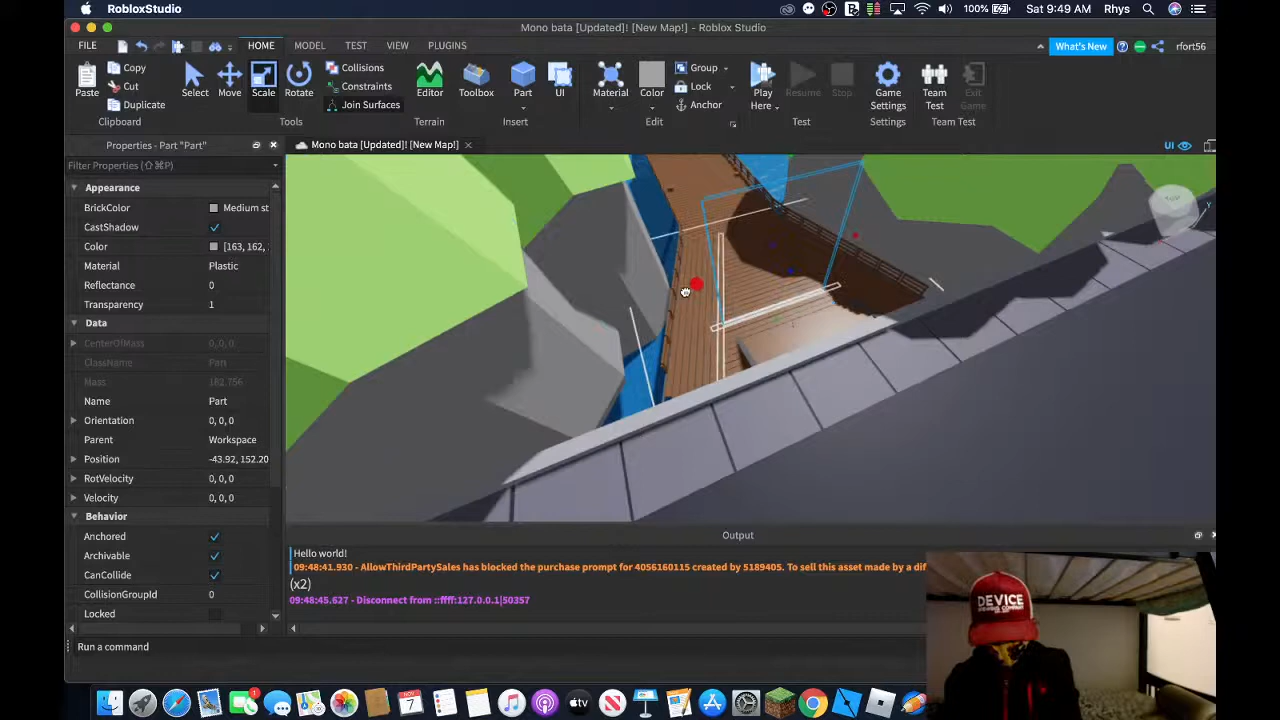 RobloxStudio
100%
Sat 9:49 AM Rhys
Mono bata [Updated]! [New Map!] - Roblox Studio
FILE HOME MODEL TEST VIEW PLUGINS What's New rfort56
Paste Copy Cut Duplicate Select Move Scale Rotate Collisions Constraints Join Surfaces Editor Toolbox Part UI Material Color Group Lock Anchor Play Here Resume Stop Game Settings Team Test Exit Game
Clipboard Tools Terrain Insert Edit Test Settings Team Test
Properties - Part "Part"
Mono bata [Updated]! [New Map!]
UI
Filter Properties (⇧⌘P)
Appearance
BrickColor Medium st
CastShadow
Color [163, 162,
Material Plastic
Reflectance 0
Transparency 1
Data
CenterOfMass 0,0,0
ClassName Part
Mass 182.756
Name Part
Orientation 0, 0, 0
Parent Workspace
Position -43.92, 152.20
RotVelocity 0, 0, 0
Velocity 0, 0, 0
Behavior
Anchored
Archivable
CanCollide
CollisionGroupId 0
Locked
Output
Hello world!
09:48:41.930 - AllowThirdPartySales has blocked the purchase prompt for 4056160115 created by 5189405. To sell this asset made by a dif
(x2)
09:48:45.627 - Disconnect from ::ffff:127.0.0.1|50357
Run a command
DEVICE
1
NOV
7
tv